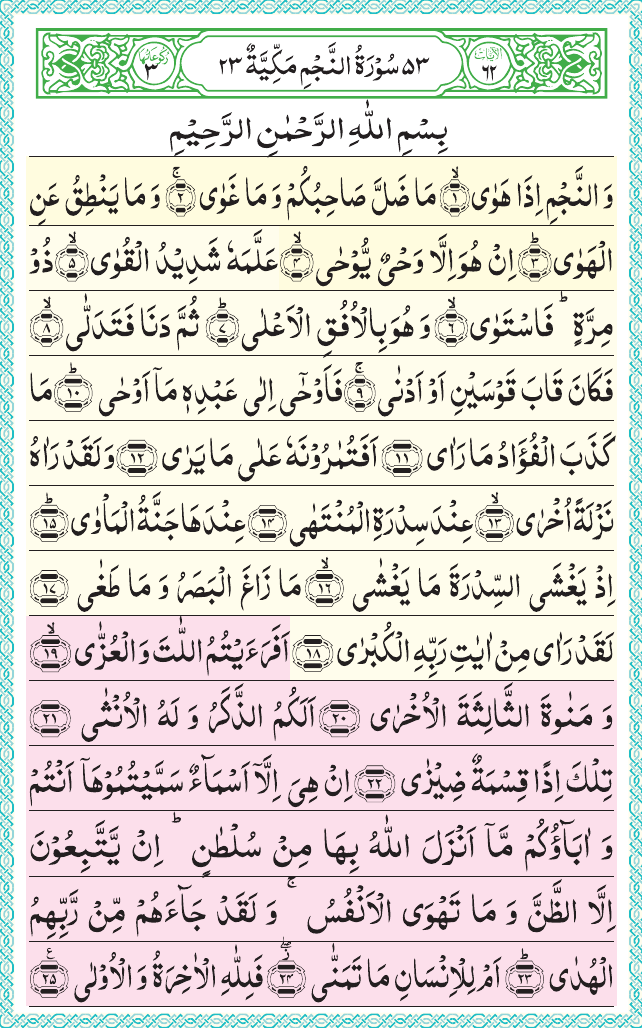 رکوعاتها ٣ ٥٣ سُوۡرَةُ النَّجۡمِ مَكِّيَّةٌ ٢٣ الاٰیَاتُ ٦٢
بِسۡمِ اللّٰهِ الرَّحۡمٰنِ الرَّحِيۡمِ
وَالنَّجۡمِ اِذَا هَوٰىۙ‏ ﴿۱﴾ مَا ضَلَّ صَاحِبُكُمۡ وَمَا غَوٰى​ۚ‏ ﴿۲﴾ وَمَا يَنۡطِقُ عَنِ
الۡهَوٰىؕ‏ ﴿۳﴾ اِنۡ هُوَ اِلَّا وَحۡىٌ يُّوۡحٰىۙ‏ ﴿۴﴾ عَلَّمَهٗ شَدِيۡدُ الۡقُوٰىۙ‏ ﴿۵﴾ ذُوۡ
مِرَّةٍؕ فَاسۡتَوٰىۙ‏ ﴿۶﴾ وَهُوَ بِالۡاُفُقِ الۡاَعۡلٰىؕ‏ ﴿۷﴾ ثُمَّ دَنَا فَتَدَلّٰىۙ‏ ﴿۸﴾
فَكَانَ قَابَ قَوۡسَيۡنِ اَوۡ اَدۡنٰى​ۚ‏ ﴿۹﴾ فَاَوۡحٰۤى اِلٰى عَبۡدِهٖ مَاۤ اَوۡحٰىؕ‏ ﴿۱۰﴾ مَا
كَذَبَ الۡفُؤَادُ مَا رَاٰى‏ ﴿۱۱﴾ اَفَتُمٰرُوۡنَهٗ عَلٰى مَا يَرٰى‏ ﴿۱۲﴾ وَلَقَدۡ رَاٰهُ
نَزۡلَةً اُخۡرٰىۙ‏ ﴿۱۳﴾ عِنۡدَ سِدۡرَةِ الۡمُنۡتَهٰى‏ ﴿۱۴﴾ عِنۡدَهَا جَنَّةُ الۡمَاۡوٰىؕ‏ ﴿۱۵﴾
اِذۡ يَغۡشَى السِّدۡرَةَ مَا يَغۡشٰىۙ‏ ﴿۱۶﴾ مَا زَاغَ الۡبَصَرُ وَمَا طَغٰى‏ ﴿۱۷﴾
لَقَدۡ رَاٰى مِنۡ اٰيٰتِ رَبِّهِ الۡكُبۡرٰى‏ ﴿۱۸﴾ اَفَرَءَيۡتُمُ اللّٰتَ وَالۡعُزّٰىۙ‏ ﴿۱۹﴾
وَمَنٰوةَ الثَّالِثَةَ الۡاُخۡرٰى‏ ﴿۲۰﴾ اَلَكُمُ الذَّكَرُ وَلَهُ الۡاُنۡثٰى‏ ﴿۲۱﴾
تِلۡكَ اِذًا قِسۡمَةٌ ضِيۡزٰى‏ ﴿۲۲﴾ اِنۡ هِىَ اِلَّاۤ اَسۡمَآءٌ سَمَّيۡتُمُوۡهَاۤ اَنۡتُمۡ
وَاٰبَآؤُكُمۡ مَّاۤ اَنۡزَلَ اللّٰهُ بِهَا مِنۡ سُلۡطٰنٍؕ اِنۡ يَّتَّبِعُوۡنَ
اِلَّا الظَّنَّ وَمَا تَهۡوَى الۡاَنۡفُسُۚ وَلَقَدۡ جَآءَهُمۡ مِّنۡ رَّبِّهِمُ
الۡهُدٰىؕ‏ ﴿۲۳﴾ اَمۡ لِلۡاِنۡسَانِ مَا تَمَنّٰى ۖ‏ ﴿۲۴﴾ فَلِلّٰهِ الۡاٰخِرَةُ وَالۡاُوۡلٰى ﴿۲۵﴾ ع